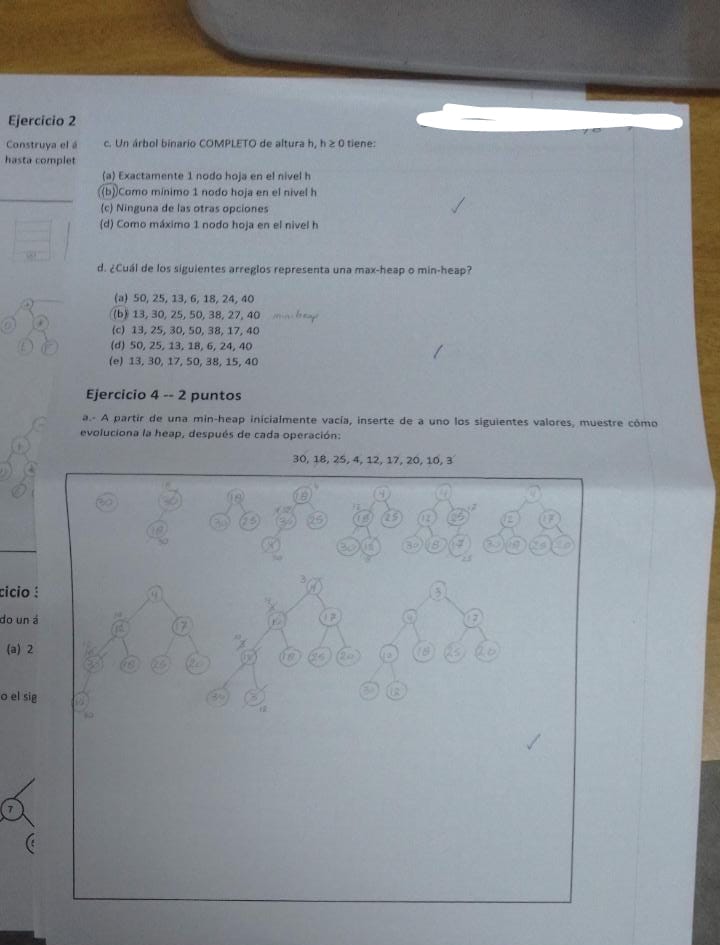 Ejercicio 2
Construya el á
hasta complet
c. Un árbol binario COMPLETO de altura h, h ≥ 0 tiene:
(a) Exactamente 1 nodo hoja en el nivel h
(b) Como mínimo 1 nodo hoja en el nivel h
(c) Ninguna de las otras opciones
(d) Como máximo 1 nodo hoja en el nivel h
d. ¿Cuál de los siguientes arreglos representa una max-heap o min-heap?
(a) 50, 25, 13, 6, 18, 24, 40
(b) 13, 30, 25, 50, 38, 27, 40 min-heap
(c) 13, 25, 30, 50, 38, 17, 40
(d) 50, 25, 13, 18, 6, 24, 40
(e) 13, 30, 17, 50, 38, 15, 40
Ejercicio 4 -- 2 puntos
a.- A partir de una min-heap inicialmente vacía, inserte de a uno los siguientes valores, muestre cómo
evoluciona la heap, después de cada operación:
30, 18, 25, 4, 12, 17, 20, 10, 3
30 18 18 4 4 4
30 30 25 30 25 18 25 12 25 12 17
18 30 4 30 12 30 18 17 30 18 25 20
cicio 3
do un á
(a) 2
o el sig
4 3
12 17 17 17
30 18 25 20 18 25 20 18 25 20
30 3 30 12
7